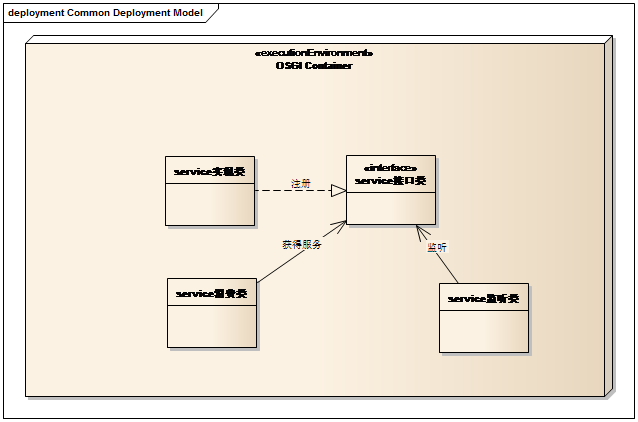 deployment Common Deployment Model
«executionEnvironment»
OSGI Container
service实现类
注册
«interface»
service接口类
获得服务
监听
service消费类
service监听类